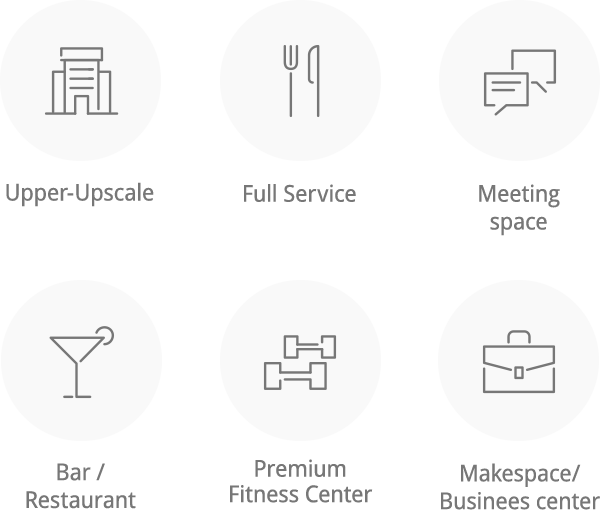 Upper-Upscale
Full Service
Meeting
space
Bar /
Restaurant
Premium
Fitness Center
Makespace/
Businees center